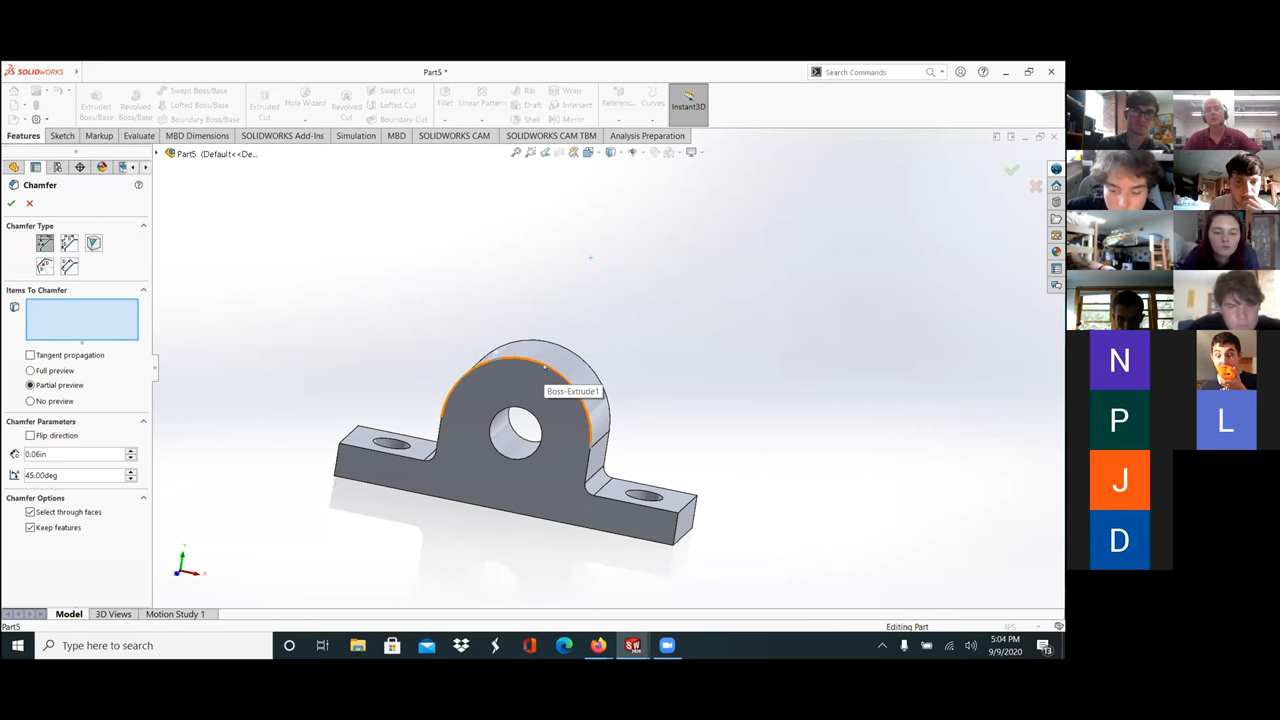 SOLIDWORKS
Part5 *
Search Commands
Extruded Boss/Base
Revolved Boss/Base
Swept Boss/Base
Lofted Boss/Base
Boundary Boss/Base
Extruded Cut
Hole Wizard
Revolved Cut
Swept Cut
Lofted Cut
Boundary Cut
Fillet
Linear Pattern
Rib
Draft
Shell
Wrap
Intersect
Mirror
Referenc...
Curves
Instant3D
Features
Sketch
Markup
Evaluate
MBD Dimensions
SOLIDWORKS Add-Ins
Simulation
MBD
SOLIDWORKS CAM
SOLIDWORKS CAM TBM
Analysis Preparation
Part5 (Default<<De...
Chamfer
Chamfer Type
Items To Chamfer
Tangent propagation
Full preview
Partial preview
No preview
Chamfer Parameters
Flip direction
0.06in
45.00deg
Chamfer Options
Select through faces
Keep features
Boss-Extrude1
Y
X
Z
N
P
L
J
D
Model
3D Views
Motion Study 1
Part5
Editing Part
IPS
Type here to search
5:04 PM
9/9/2020
13